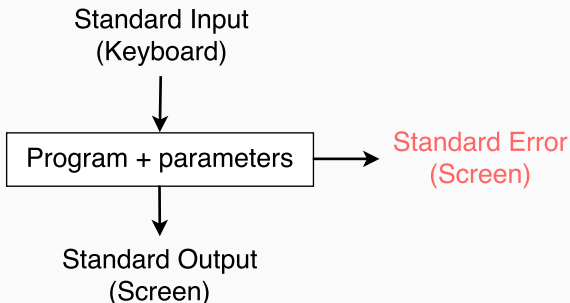 Standard Input
(Keyboard)
Program + parameters
Standard Error
(Screen)
Standard Output
(Screen)